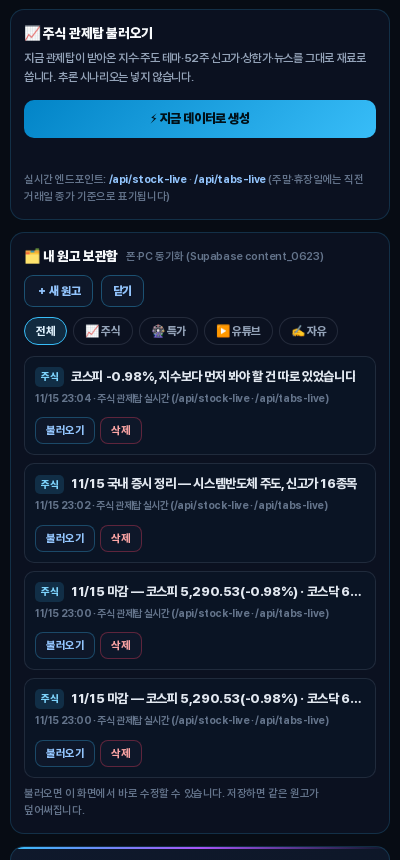 📈 주식 관제탑 불러오기
지금 관제탑이 받아온 지수·주도 테마·52주 신고가·상한가·뉴스를 그대로 재료로
씁니다. 추론 시나리오는 넣지 않습니다.
⚡ 지금 데이터로 생성
실시간 엔드포인트: /api/stock-live · /api/tabs-live (주말·휴장일에는 직전
거래일 종가 기준으로 표기됩니다)
🗂️ 내 원고 보관함 폰·PC 동기화 (Supabase content_0623)
+ 새 원고 닫기
전체 📈 주식 🎡 특가 ▶️ 유튜브 ✍️ 자유
주식 코스피 -0.98%, 지수보다 먼저 봐야 할 건 따로 있었습니다
11/15 23:04 · 주식 관제탑 실시간 (/api/stock-live · /api/tabs-live)
불러오기 삭제
주식 11/15 국내 증시 정리 — 시스템반도체 주도, 신고가 16종목
11/15 23:02 · 주식 관제탑 실시간 (/api/stock-live · /api/tabs-live)
불러오기 삭제
주식 11/15 마감 — 코스피 5,290.53(-0.98%) · 코스닥 6...
11/15 23:00 · 주식 관제탑 실시간 (/api/stock-live · /api/tabs-live)
불러오기 삭제
주식 11/15 마감 — 코스피 5,290.53(-0.98%) · 코스닥 6...
11/15 23:00 · 주식 관제탑 실시간 (/api/stock-live · /api/tabs-live)
불러오기 삭제
불러오면 이 화면에서 바로 수정할 수 있습니다. 저장하면 같은 원고가
덮어써집니다.